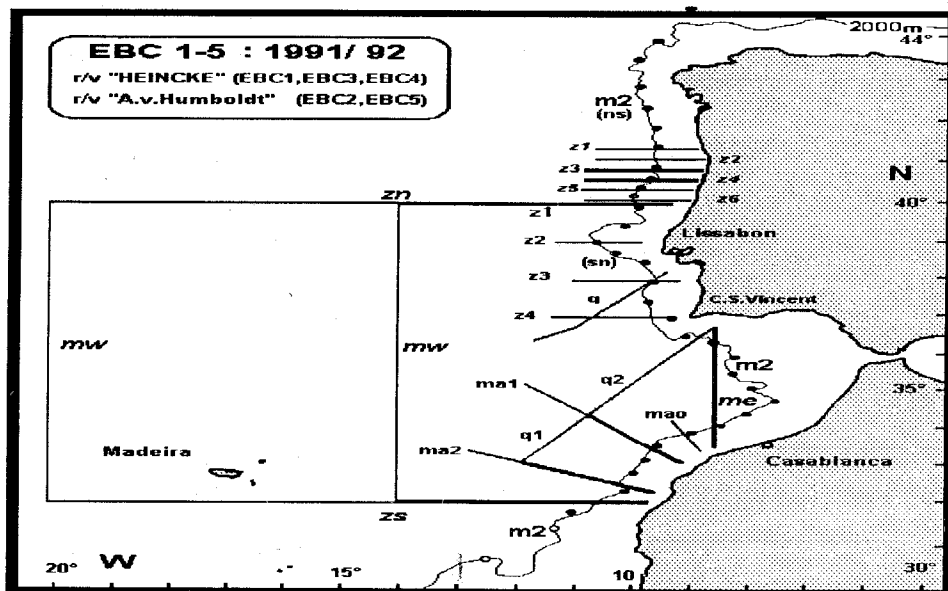 EBC 1-5 : 1991/ 92
r/v "HEINCKE" (EBC1,EBC3,EBC4)
r/v "A.v.Humboldt" (EBC2,EBC5)
2000m
44°
m2
(ns)
z1
z2
z3
z4
z5
z6
N
zn
z1
40°
Lissabon
z2
(sn)
z3
q
C.S.Vincent
z4
mw
mw
m2
35°
ma1
q2
me
mao
q1
Madeira
ma2
Casablanca
zs
m2
20°
W
15°
10
30°